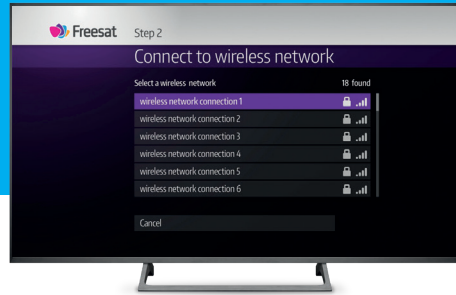 Freesat Step 2
Connect to wireless network
Select a wireless network 18 found
wireless network connection 1
wireless network connection 2
wireless network connection 3
wireless network connection 4
wireless network connection 5
wireless network connection 6
Cancel